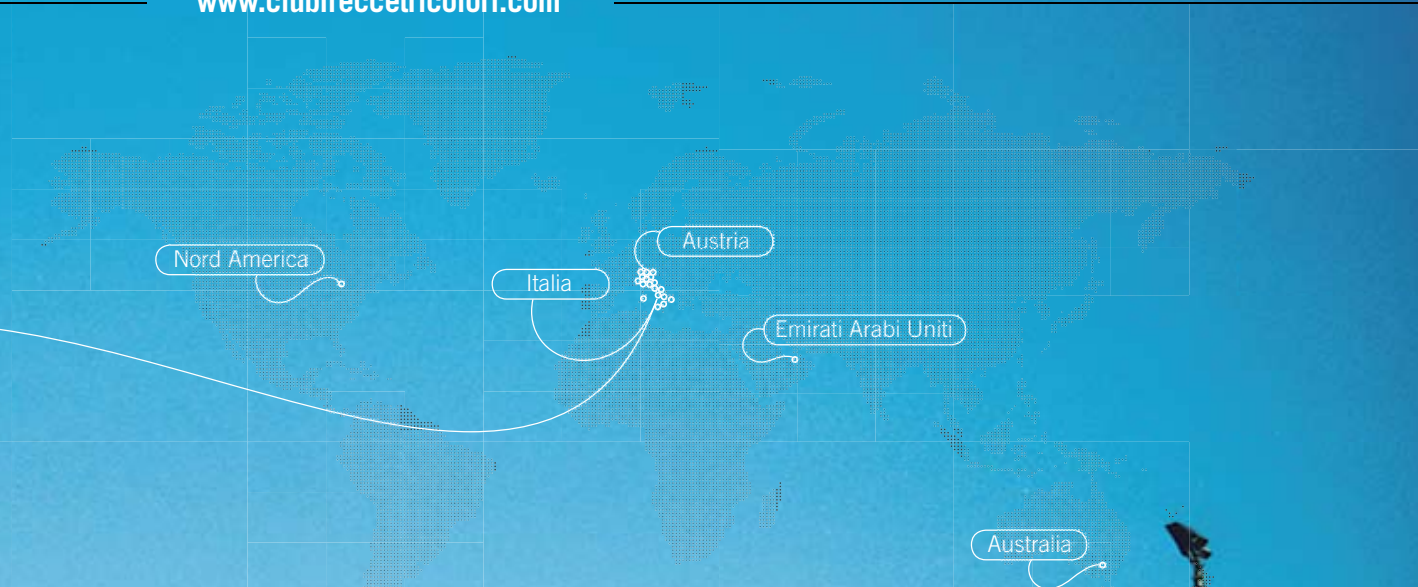 www.clubfreccetricolori.com
Austria
Nord America
Italia
Emirati Arabi Uniti
Australia